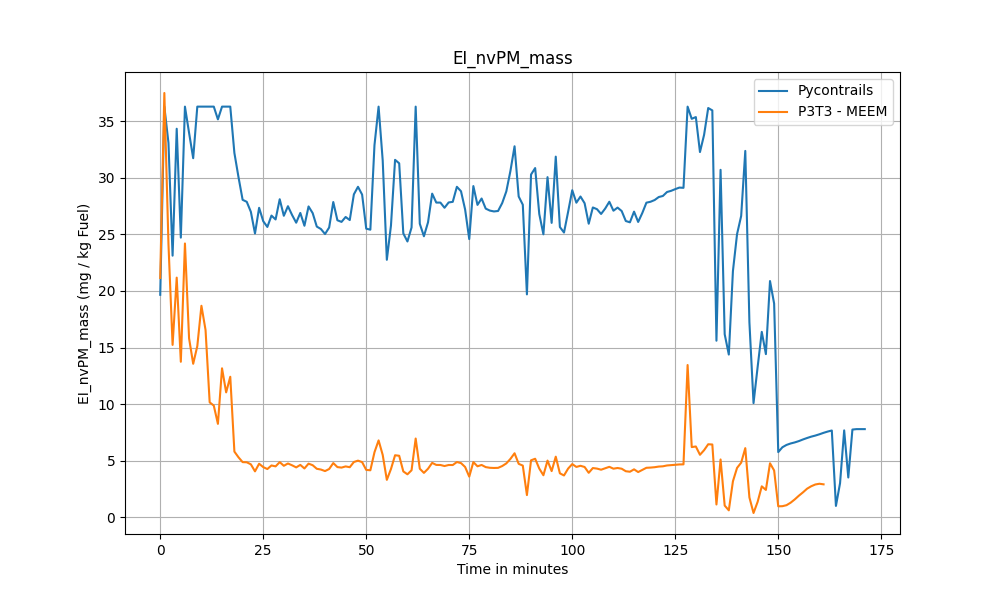 EI_nvPM_mass
Pycontrails
P3T3 - MEEM
EI_nvPM_mass (mg / kg Fuel)
35
30
25
20
15
10
5
0
0 25 50 75 100 125 150 175
Time in minutes